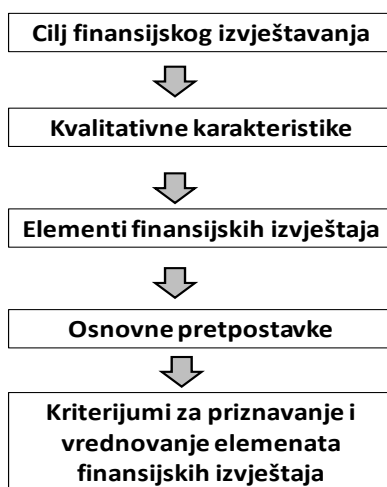 Cilj finansijskog izvještavanja
Kvalitativne karakteristike
Elementi finansijskih izvještaja
Osnovne pretpostavke
Kriterijumi za priznavanje i
vrednovanje elemenata
finansijskih izvještaja